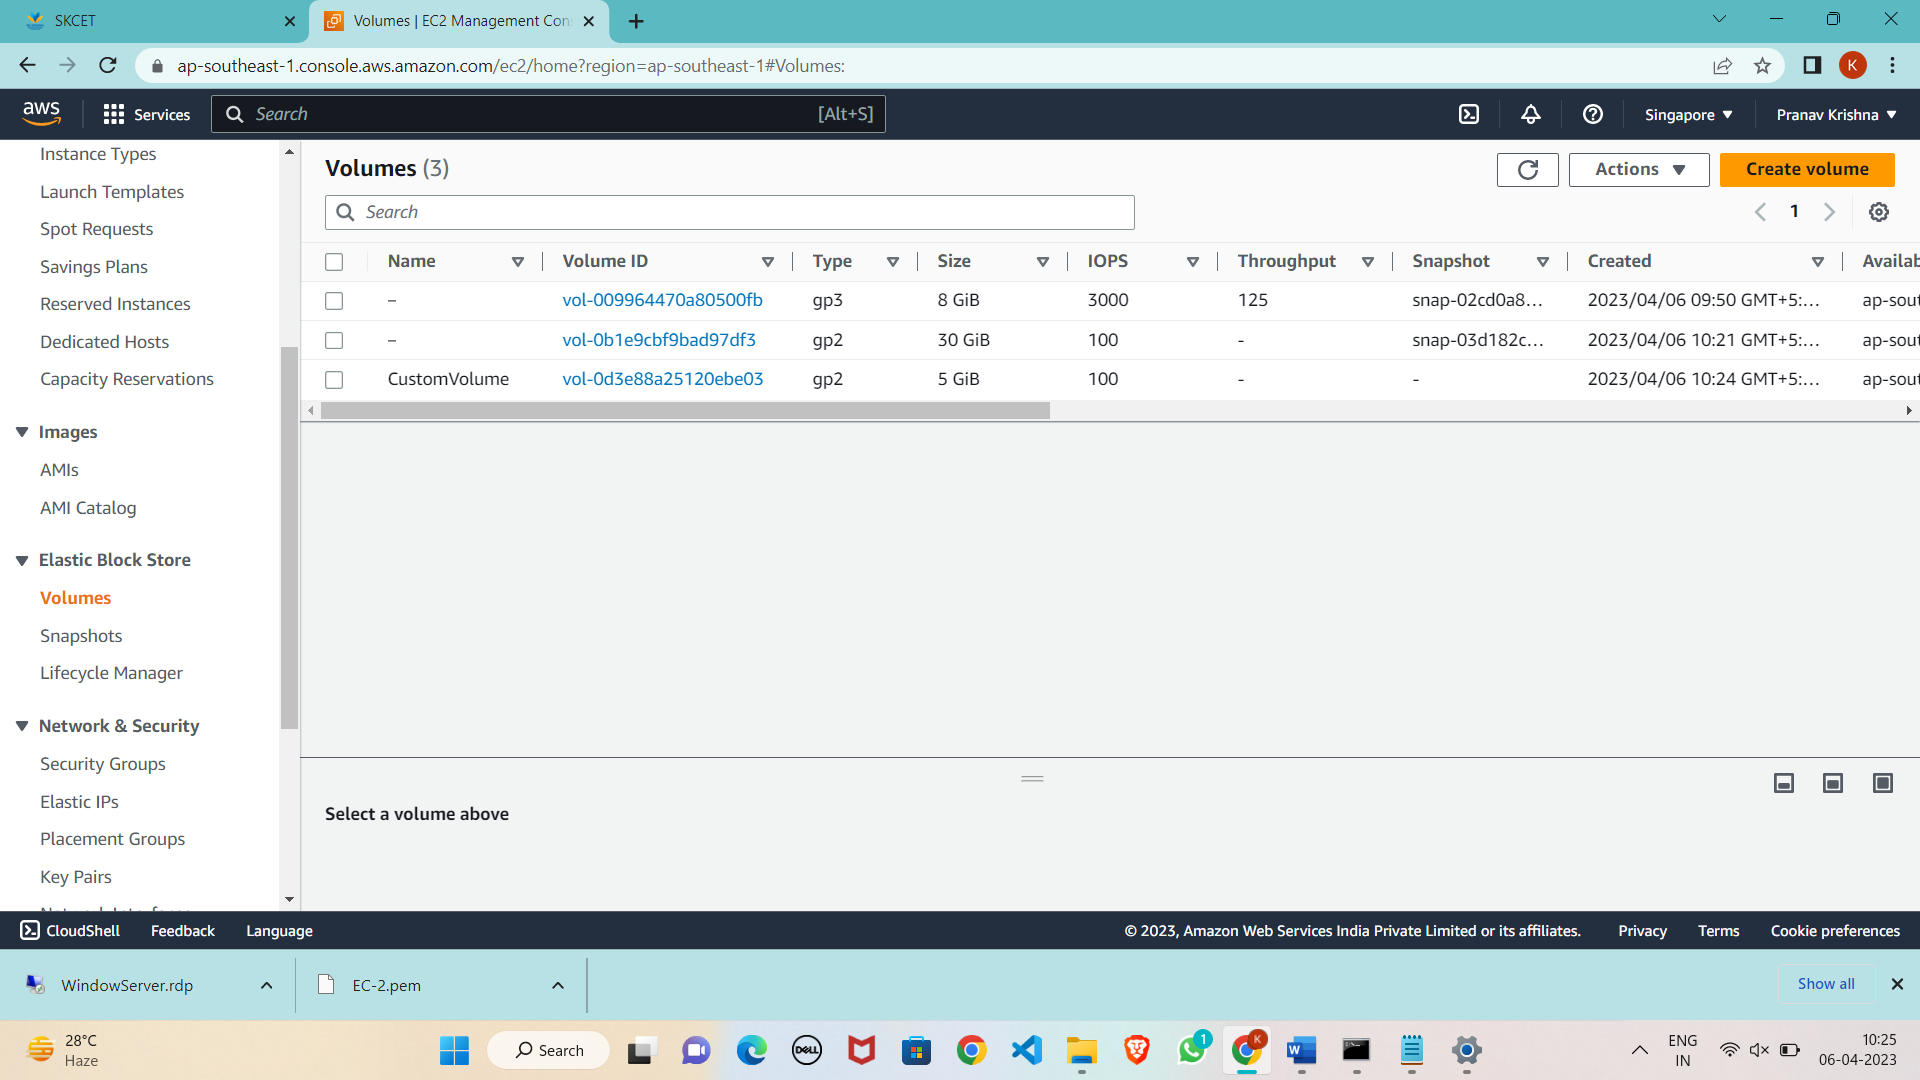 SKCET
Volumes | EC2 Management Con
ap-southeast-1.console.aws.amazon.com/ec2/home?region=ap-southeast-1#Volumes:
K
aws
Services
Search
[Alt+S]
Singapore
Pranav Krishna
Instance Types
Launch Templates
Spot Requests
Savings Plans
Reserved Instances
Dedicated Hosts
Capacity Reservations
Images
AMIs
AMI Catalog
Elastic Block Store
Volumes
Snapshots
Lifecycle Manager
Network & Security
Security Groups
Elastic IPs
Placement Groups
Key Pairs
Volumes (3)
Actions
Create volume
Search
1
Name Volume ID Type Size IOPS Throughput Snapshot Created Availab
– vol-009964470a80500fb gp3 8 GiB 3000 125 snap-02cd0a8... 2023/04/06 09:50 GMT+5:... ap-sout
– vol-0b1e9cbf9bad97df3 gp2 30 GiB 100 - snap-03d182c... 2023/04/06 10:21 GMT+5:... ap-sout
CustomVolume vol-0d3e88a25120ebe03 gp2 5 GiB 100 - - 2023/04/06 10:24 GMT+5:... ap-sout
Select a volume above
CloudShell Feedback Language © 2023, Amazon Web Services India Private Limited or its affiliates. Privacy Terms Cookie preferences
WindowServer.rdp
EC-2.pem
Show all
28°C
Haze
Search
DELL
1
K
W
ENG
IN
10:25
06-04-2023